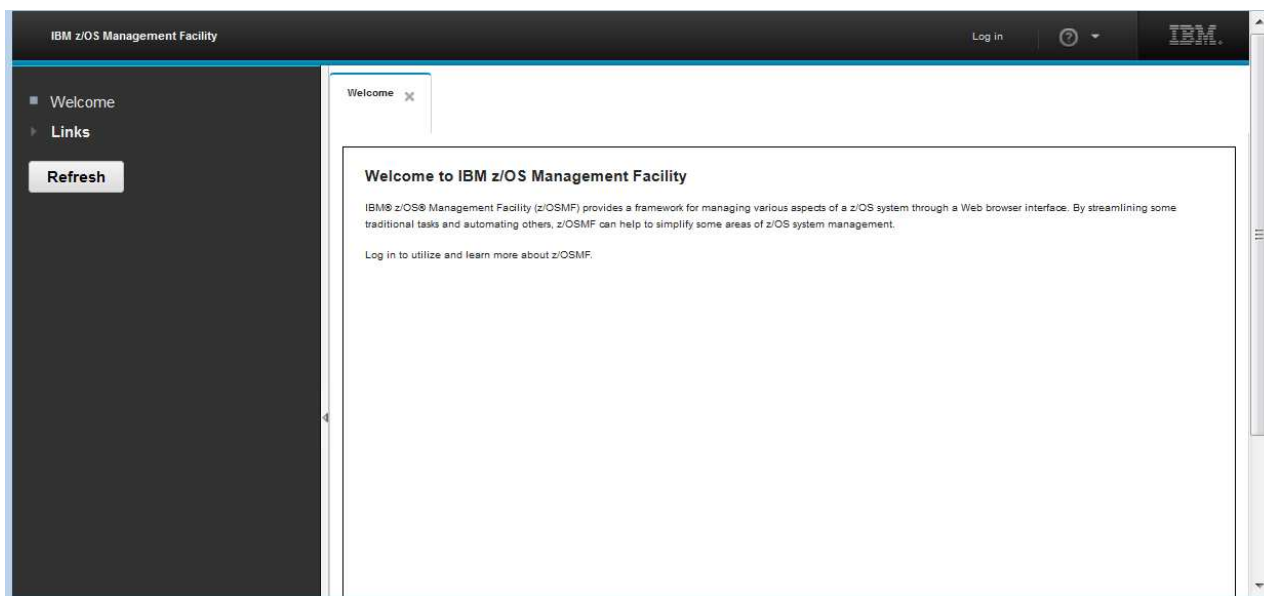 IBM z/OS Management Facility
Log in
IBM.
Welcome
Links
Refresh
Welcome
Welcome to IBM z/OS Management Facility
IBM® z/OS® Management Facility (z/OSMF) provides a framework for managing various aspects of a z/OS system through a Web browser interface. By streamlining some
traditional tasks and automating others, z/OSMF can help to simplify some areas of z/OS system management.
Log in to utilize and learn more about z/OSMF.